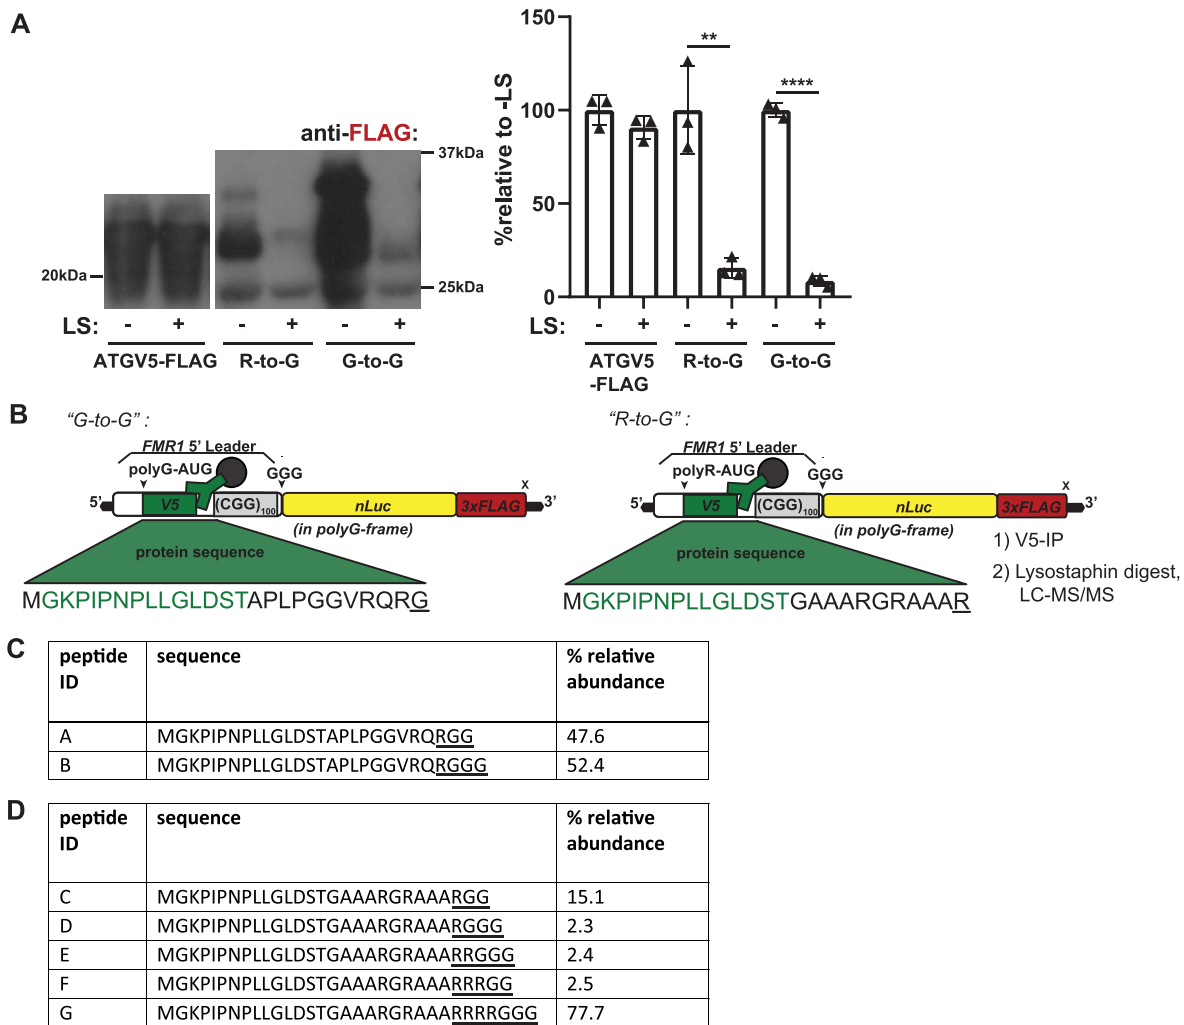 A
anti-FLAG:
37kDa
20kDa
25kDa
LS: - + - + - +
ATGV5-FLAG R-to-G G-to-G
%relative to -LS
150
100
50
0
** ****
LS: - + - + - +
ATGV5
-FLAG
R-to-G G-to-G
B
“G-to-G” :
FMR1 5’ Leader
polyG-AUG GGG
x
5’ V5 (CGG)100 nLuc 3xFLAG 3’
(in polyG-frame)
protein sequence
MGKPIPNPLLGLDSTAPLPGGVRQRG
“R-to-G” :
FMR1 5’ Leader
polyR-AUG GGG
x
5’ V5 (CGG)100 nLuc 3xFLAG 3’
(in polyG-frame)
protein sequence
MGKPIPNPLLGLDSTGAAARGRAAAR
1) V5-IP
2) Lysostaphin digest,
LC-MS/MS
C
peptide ID sequence % relative abundance
A MGKPIPNPLLGLDSTAPLPGGVRQRGG 47.6
B MGKPIPNPLLGLDSTAPLPGGVRQRGGG 52.4
D
peptide ID sequence % relative abundance
C MGKPIPNPLLGLDSTGAAARGRAAARGG 15.1
D MGKPIPNPLLGLDSTGAAARGRAAARGGG 2.3
E MGKPIPNPLLGLDSTGAAARGRAAARRGGG 2.4
F MGKPIPNPLLGLDSTGAAARGRAAARRRGG 2.5
G MGKPIPNPLLGLDSTGAAARGRAAARRRRGGG 77.7